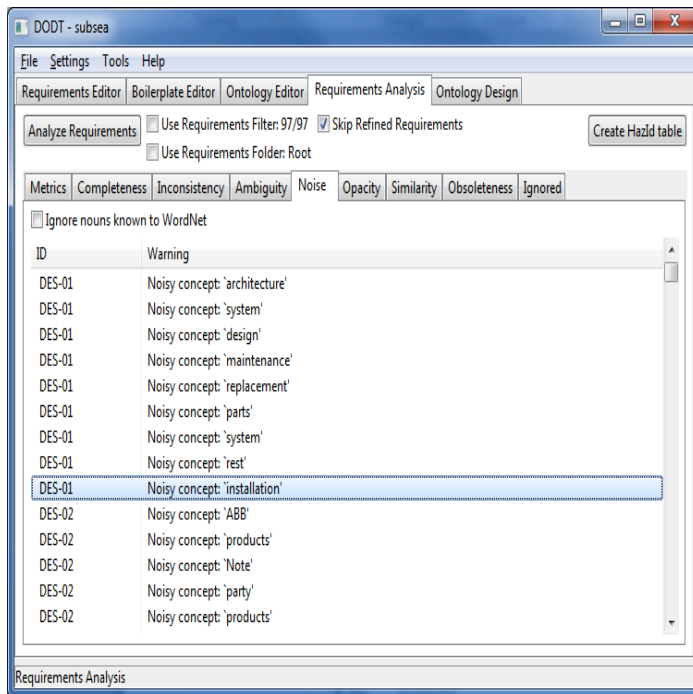 DODT - subsea
File Settings Tools Help
Requirements Editor Boilerplate Editor Ontology Editor Requirements Analysis Ontology Design
Analyze Requirements Use Requirements Filter: 97/97 Skip Refined Requirements Create HazId table
Use Requirements Folder: Root
Metrics Completeness Inconsistency Ambiguity Noise Opacity Similarity Obsoleteness Ignored
Ignore nouns known to WordNet
ID Warning
DES-01 Noisy concept: `architecture'
DES-01 Noisy concept: `system'
DES-01 Noisy concept: `design'
DES-01 Noisy concept: `maintenance'
DES-01 Noisy concept: `replacement'
DES-01 Noisy concept: `parts'
DES-01 Noisy concept: `system'
DES-01 Noisy concept: `rest'
DES-01 Noisy concept: `installation'
DES-02 Noisy concept: `ABB'
DES-02 Noisy concept: `products'
DES-02 Noisy concept: `Note'
DES-02 Noisy concept: `party'
DES-02 Noisy concept: `products'
Requirements Analysis